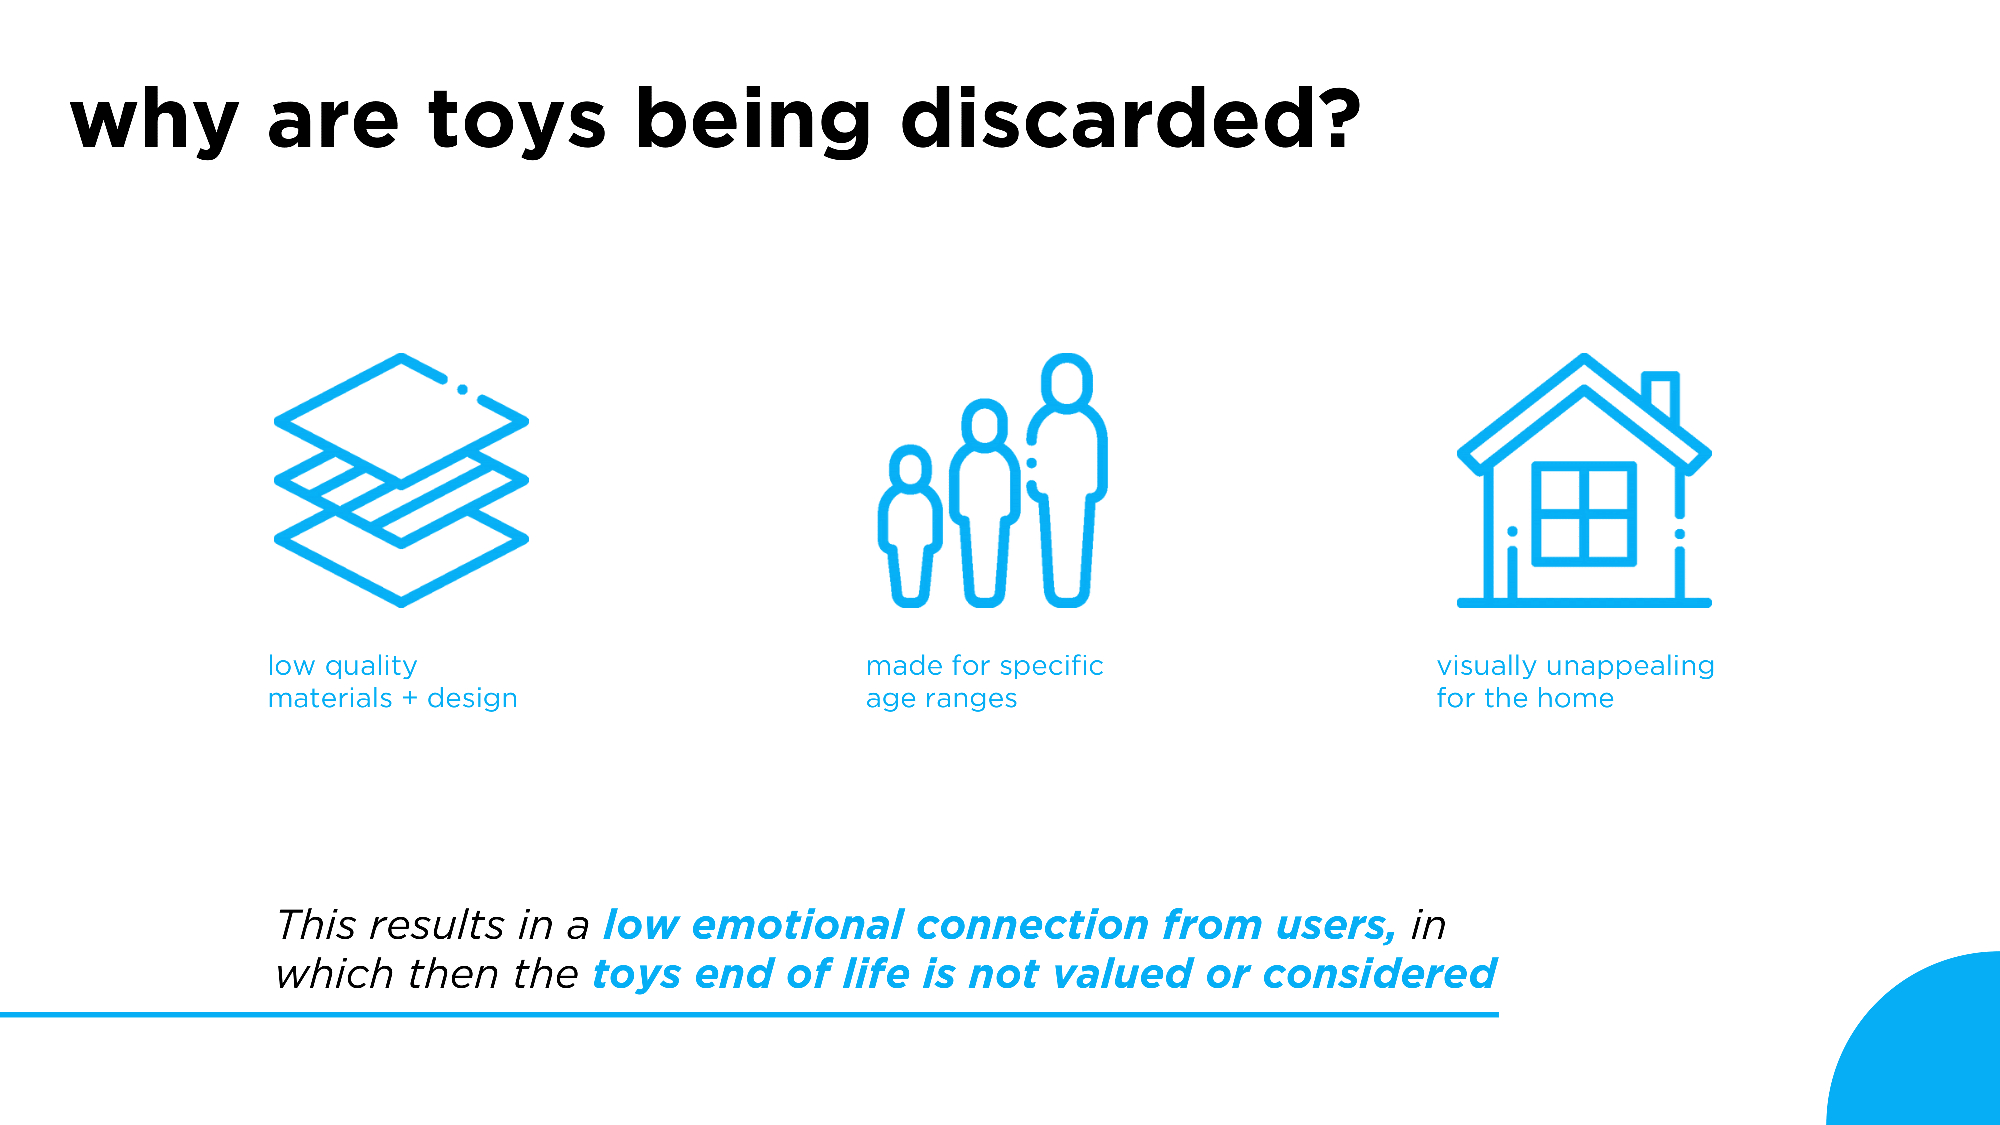 why are toys being discarded?
low quality
materials + design
made for specific
age ranges
visually unappealing
for the home
This results in a low emotional connection from users, in
which then the toys end of life is not valued or considered